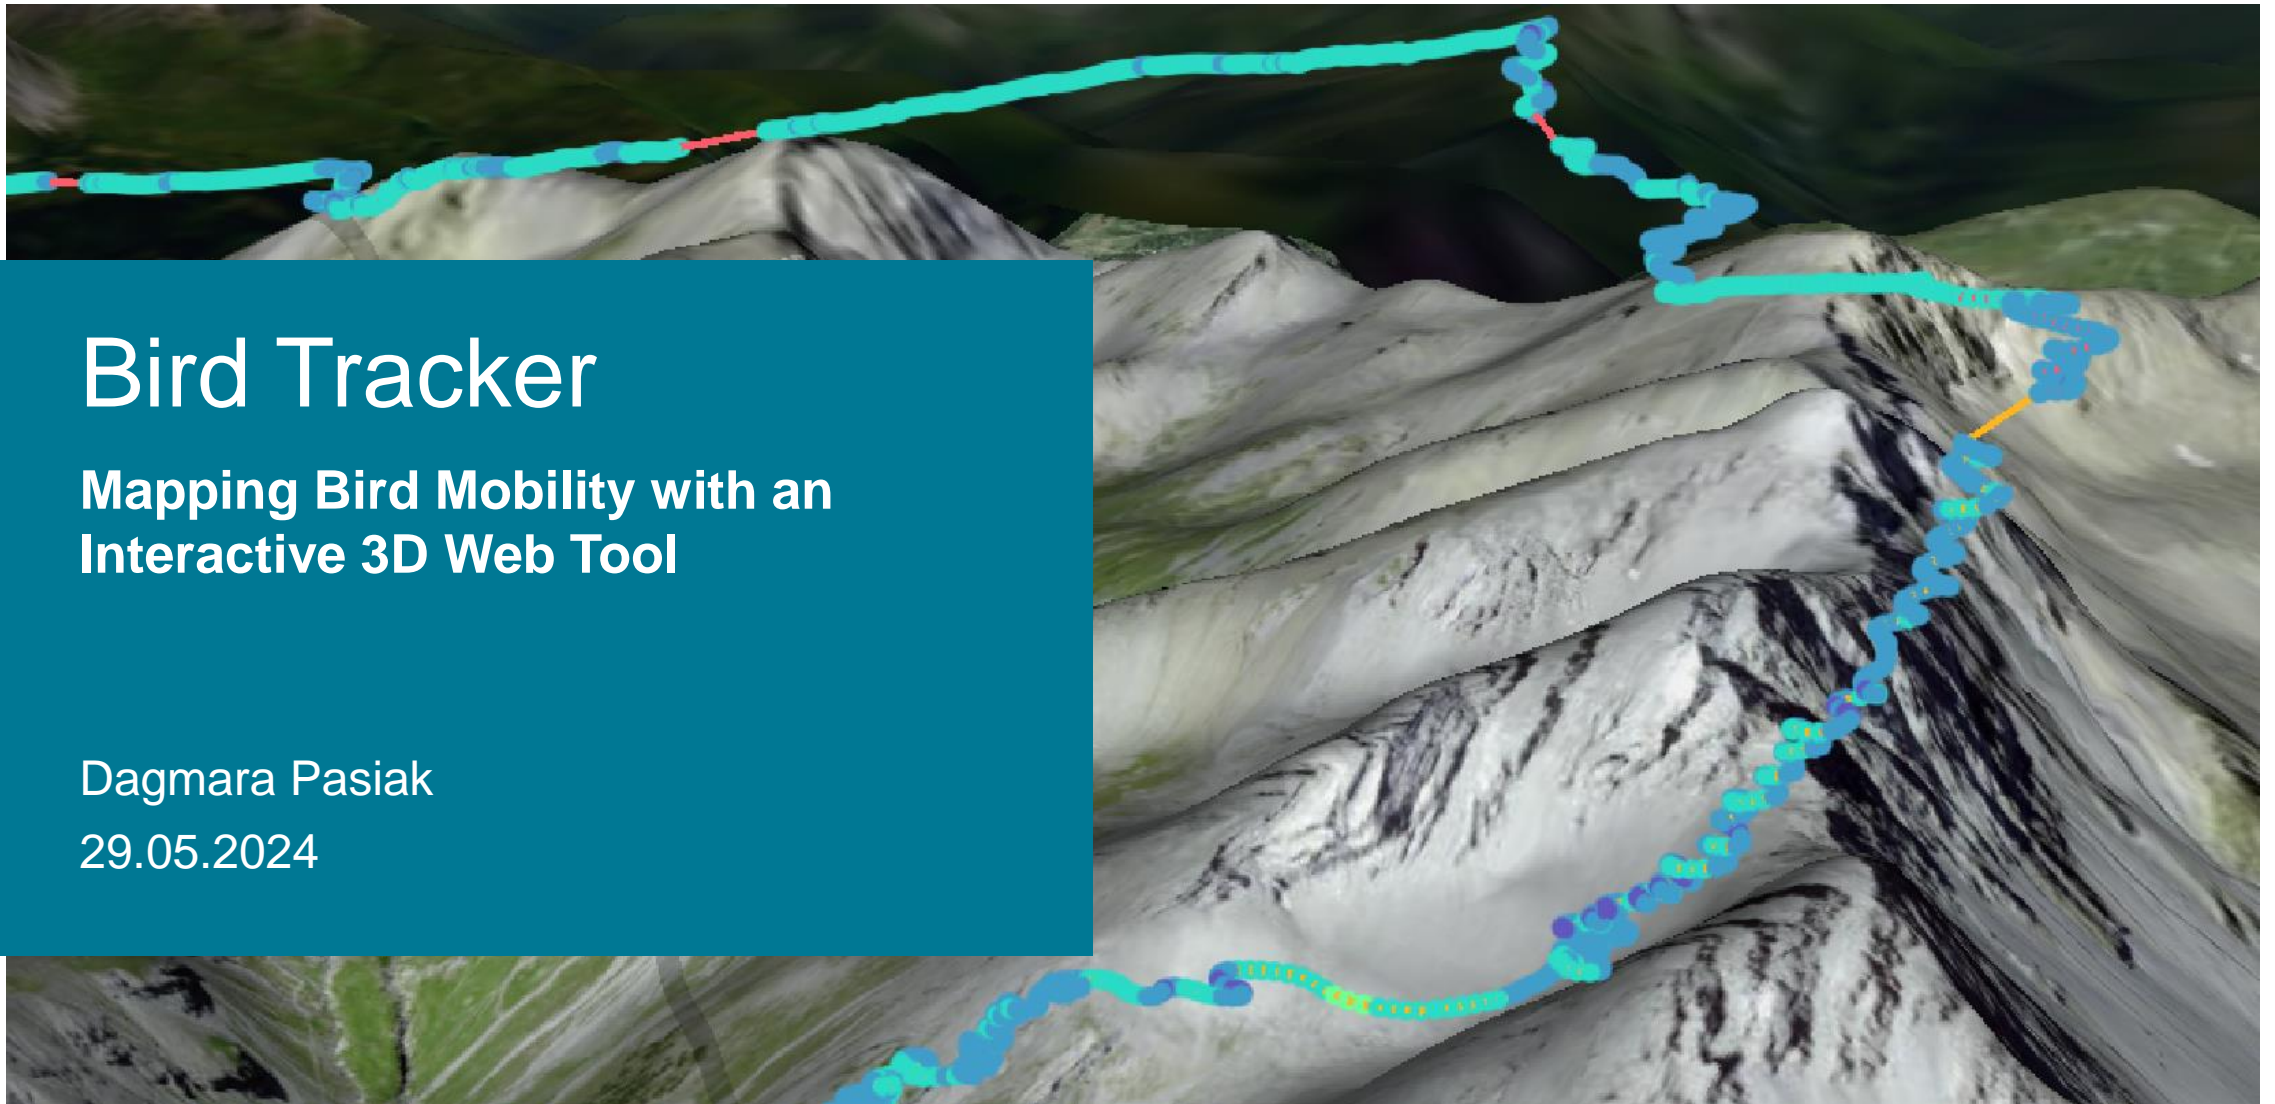 Bird Tracker
Mapping Bird Mobility with an
Interactive 3D Web Tool
Dagmara Pasiak
29.05.2024